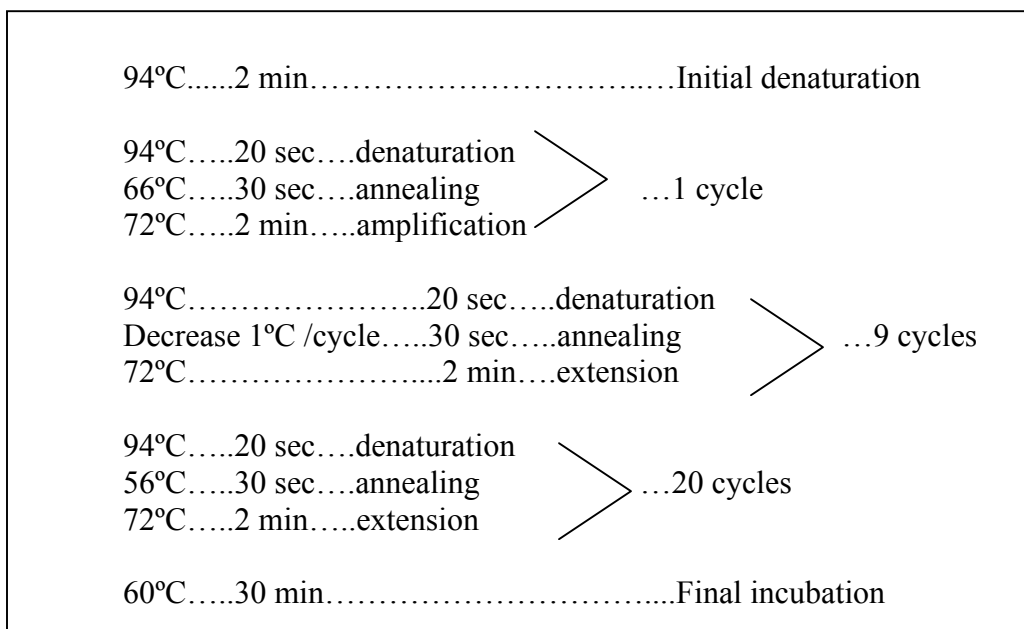 94ºC......2 min…………………………..…Initial denaturation
94ºC…..20 sec….denaturation
66ºC…..30 sec….annealing …1 cycle
72ºC…..2 min…..amplification
94ºC…………………..20 sec…..denaturation
Decrease 1ºC /cycle…..30 sec…..annealing …9 cycles
72ºC…………………....2 min….extension
94ºC…..20 sec….denaturation
56ºC…..30 sec….annealing …20 cycles
72ºC…..2 min…..extension
60ºC…..30 min…………………………....Final incubation